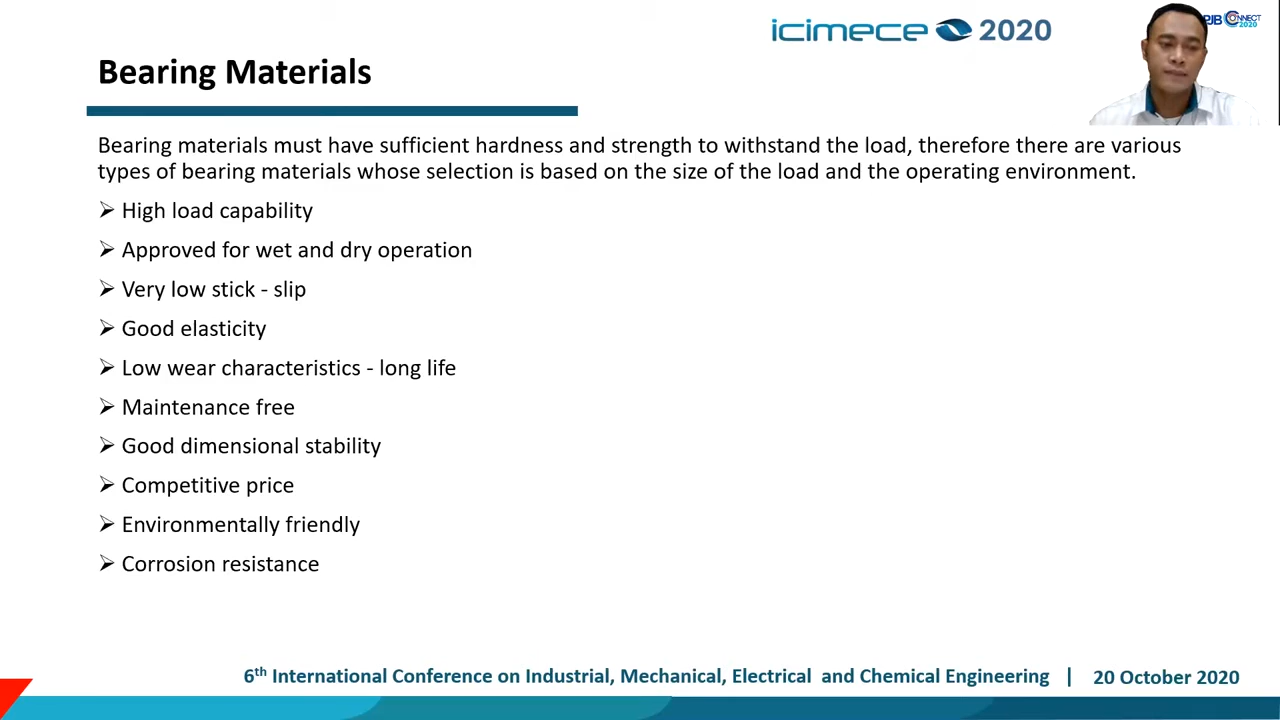 icimece 2020
PJB CONNECT
2020
Bearing Materials
Bearing materials must have sufficient hardness and strength to withstand the load, therefore there are various
types of bearing materials whose selection is based on the size of the load and the operating environment.
➢ High load capability
➢ Approved for wet and dry operation
➢ Very low stick - slip
➢ Good elasticity
➢ Low wear characteristics - long life
➢ Maintenance free
➢ Good dimensional stability
➢ Competitive price
➢ Environmentally friendly
➢ Corrosion resistance
6th International Conference on Industrial, Mechanical, Electrical and Chemical Engineering | 20 October 2020